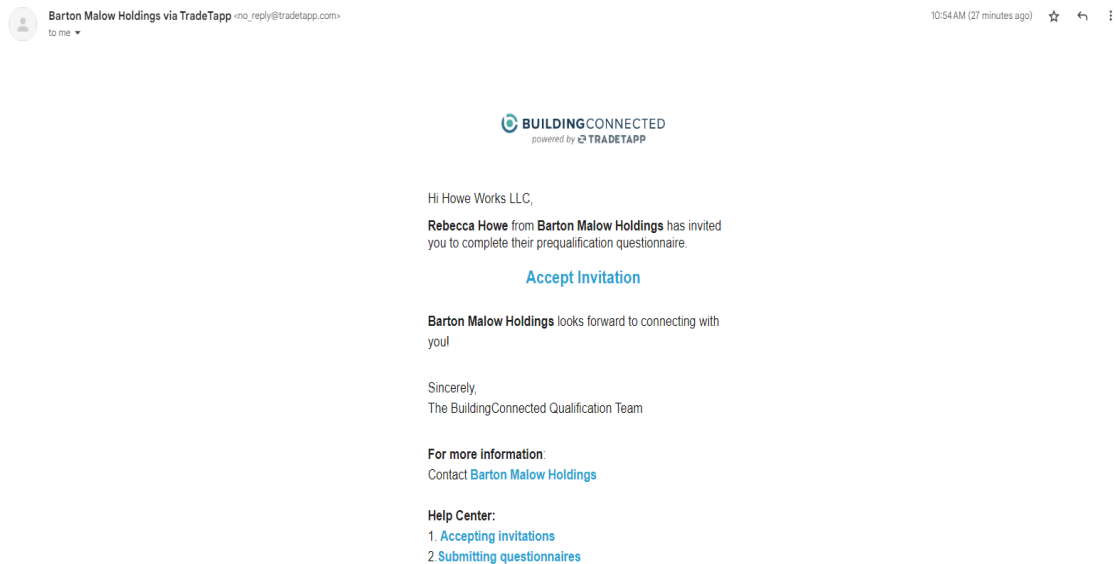 Barton Malow Holdings via TradeTapp <no_reply@tradetapp.com>
10:54 AM (27 minutes ago)
to me
BUILDINGCONNECTED
powered by TRADETAPP
Hi Howe Works LLC,
Rebecca Howe from Barton Malow Holdings has invited
you to complete their prequalification questionnaire.
Accept Invitation
Barton Malow Holdings looks forward to connecting with
you!
Sincerely,
The BuildingConnected Qualification Team
For more information:
Contact Barton Malow Holdings
Help Center:
1. Accepting invitations
2.Submitting questionnaires